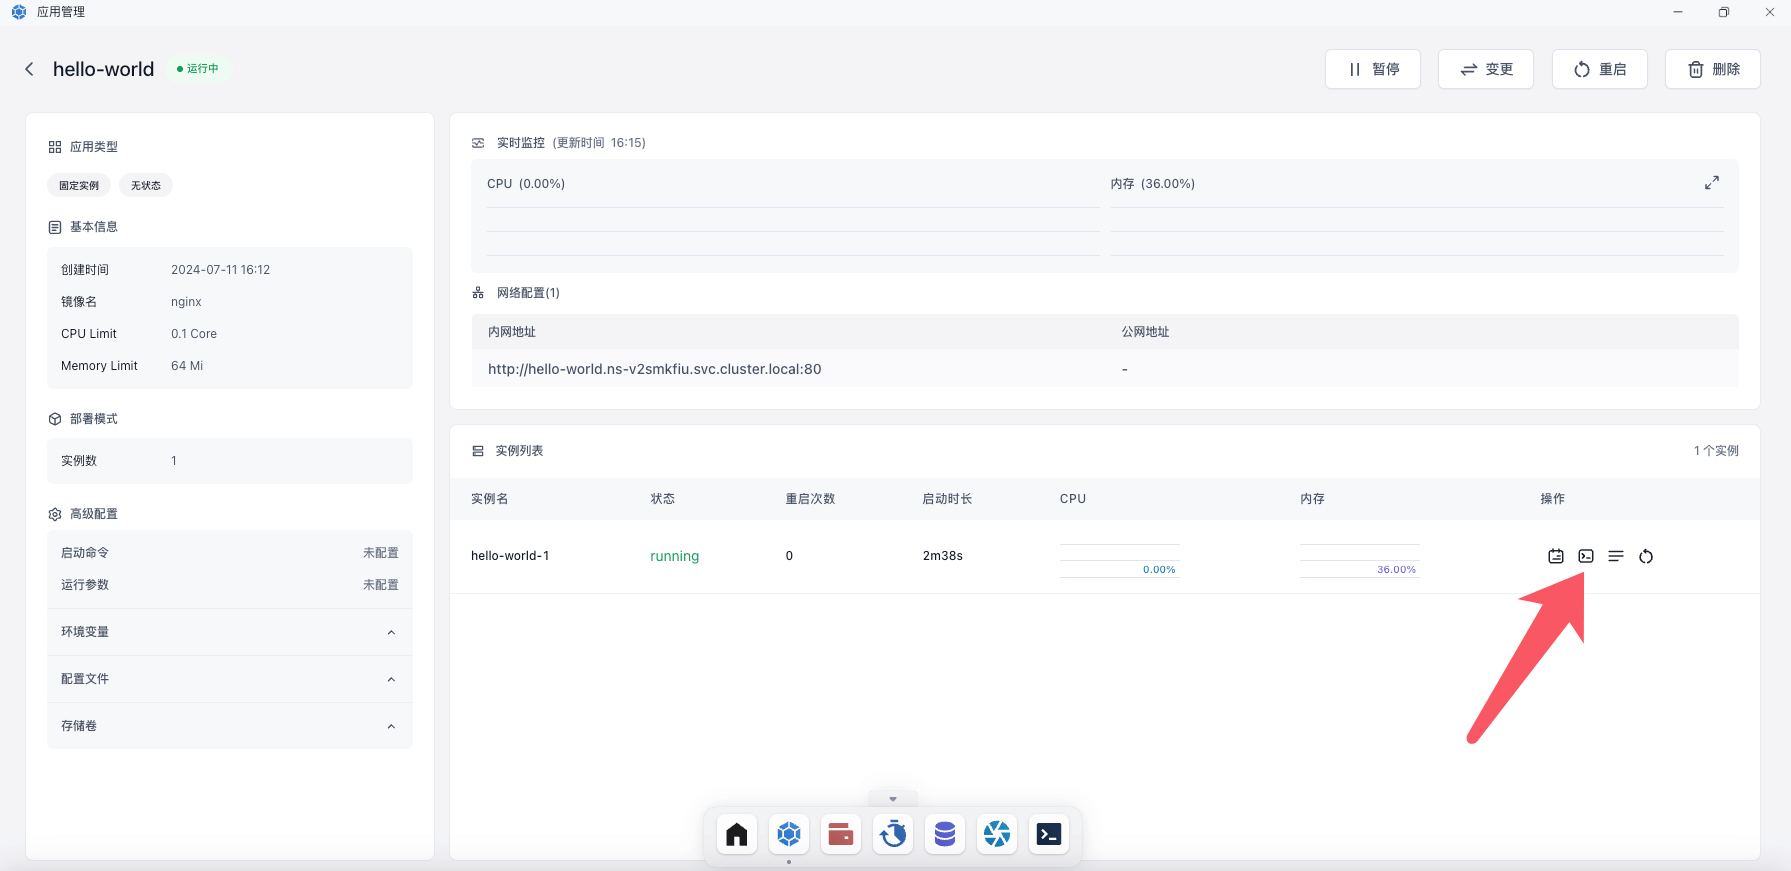 应用管理
hello-world 运行中 暂停 变更 重启 删除
应用类型
固定实例 无状态
基本信息
创建时间 2024-07-11 16:12
镜像名 nginx
CPU Limit 0.1 Core
Memory Limit 64 Mi
部署模式
实例数 1
高级配置
启动命令 未配置
运行参数 未配置
环境变量
配置文件
存储卷
实时监控 (更新时间 16:15)
CPU (0.00%) 内存 (36.00%)
网络配置(1)
内网地址 公网地址
http://hello-world.ns-v2smkfiu.svc.cluster.local:80 -
实例列表 1 个实例
实例名 状态 重启次数 启动时长 CPU 内存 操作
hello-world-1 running 0 2m38s 0.00% 36.00%